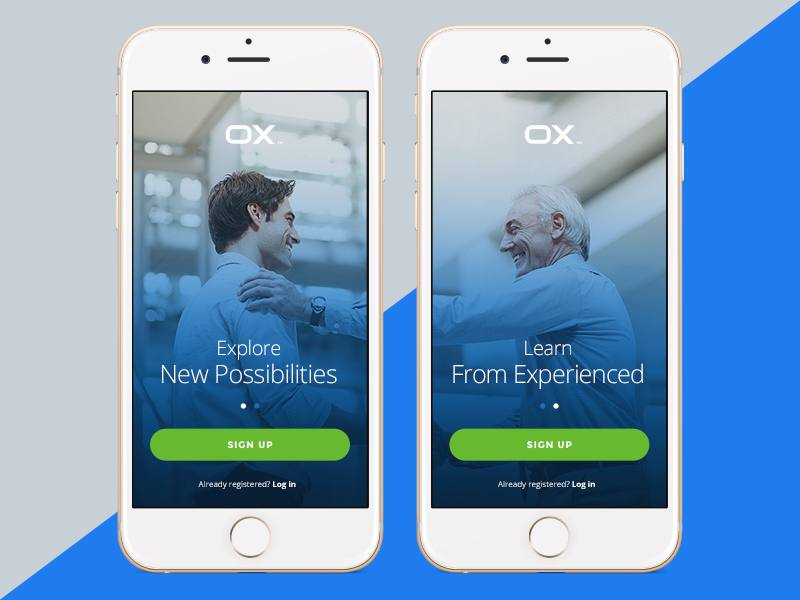 OX
Explore
New Possibilities
SIGN UP
Already registered? Log in
OX
Learn
From Experienced
SIGN UP
Already registered? Log in